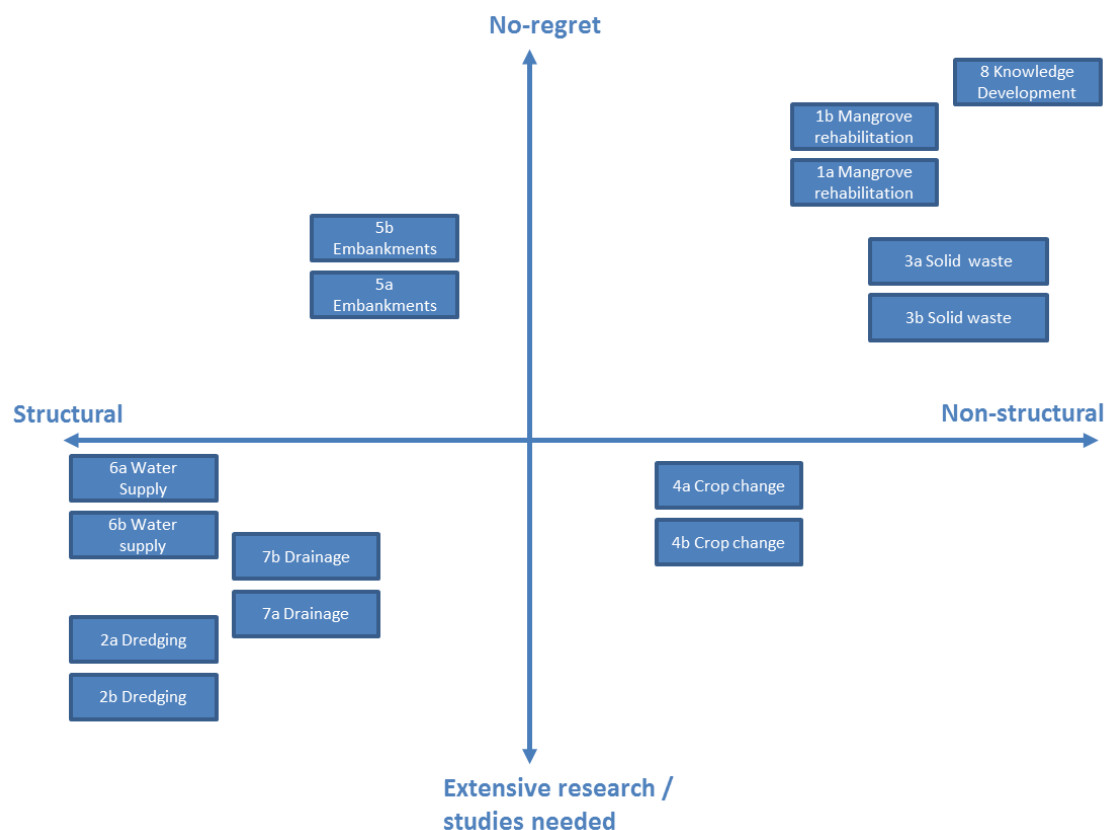 No-regret
8 Knowledge
Development
1b Mangrove
rehabilitation
1a Mangrove
rehabilitation
5b
Embankments
3a Solid waste
5a
Embankments
3b Solid waste
Structural
Non-structural
6a Water
Supply
4a Crop change
6b Water
supply
4b Crop change
7b Drainage
7a Drainage
2a Dredging
2b Dredging
Extensive research /
studies needed